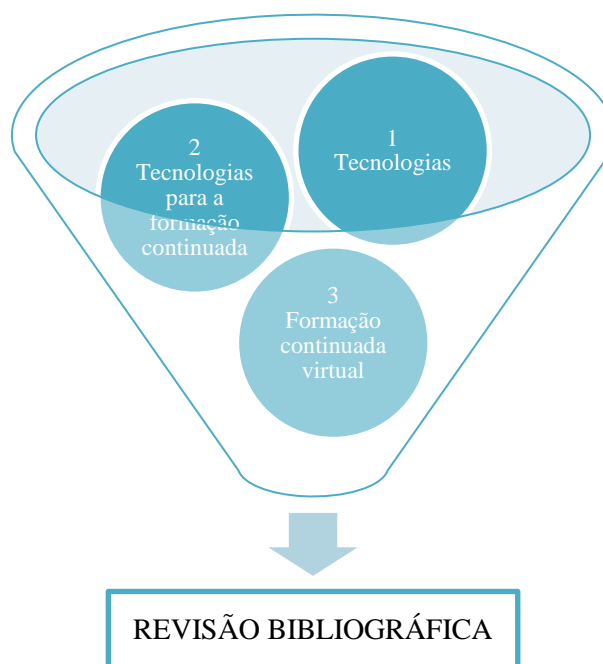 1
Tecnologias
2
Tecnologias
para a
formação
continuada
3
Formação
continuada
virtual
REVISÃO BIBLIOGRÁFICA